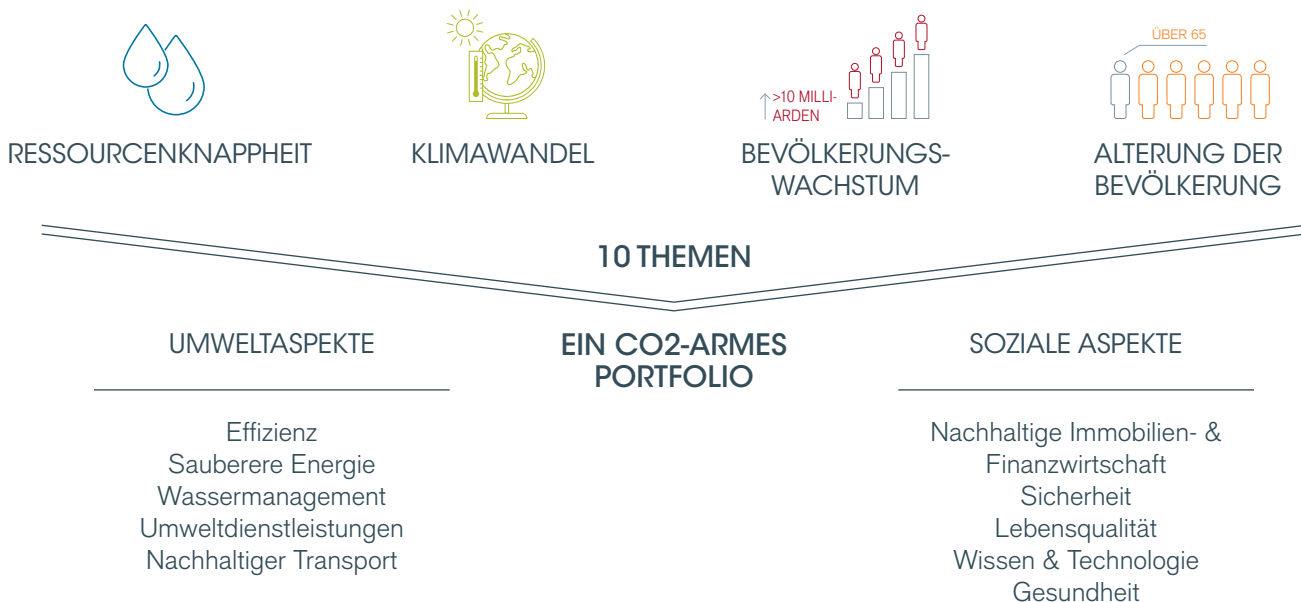 ÜBER 65
>10 MILLI-
ARDEN
RESSOURCENKNAPPHEIT
KLIMAWANDEL
BEVÖLKERUNGS-
WACHSTUM
ALTERUNG DER
BEVÖLKERUNG
10 THEMEN
UMWELTASPEKTE
Effizienz
Sauberere Energie
Wassermanagement
Umweltdienstleistungen
Nachhaltiger Transport
EIN CO2-ARMES
PORTFOLIO
SOZIALE ASPEKTE
Nachhaltige Immobilien- &
Finanzwirtschaft
Sicherheit
Lebensqualität
Wissen & Technologie
Gesundheit